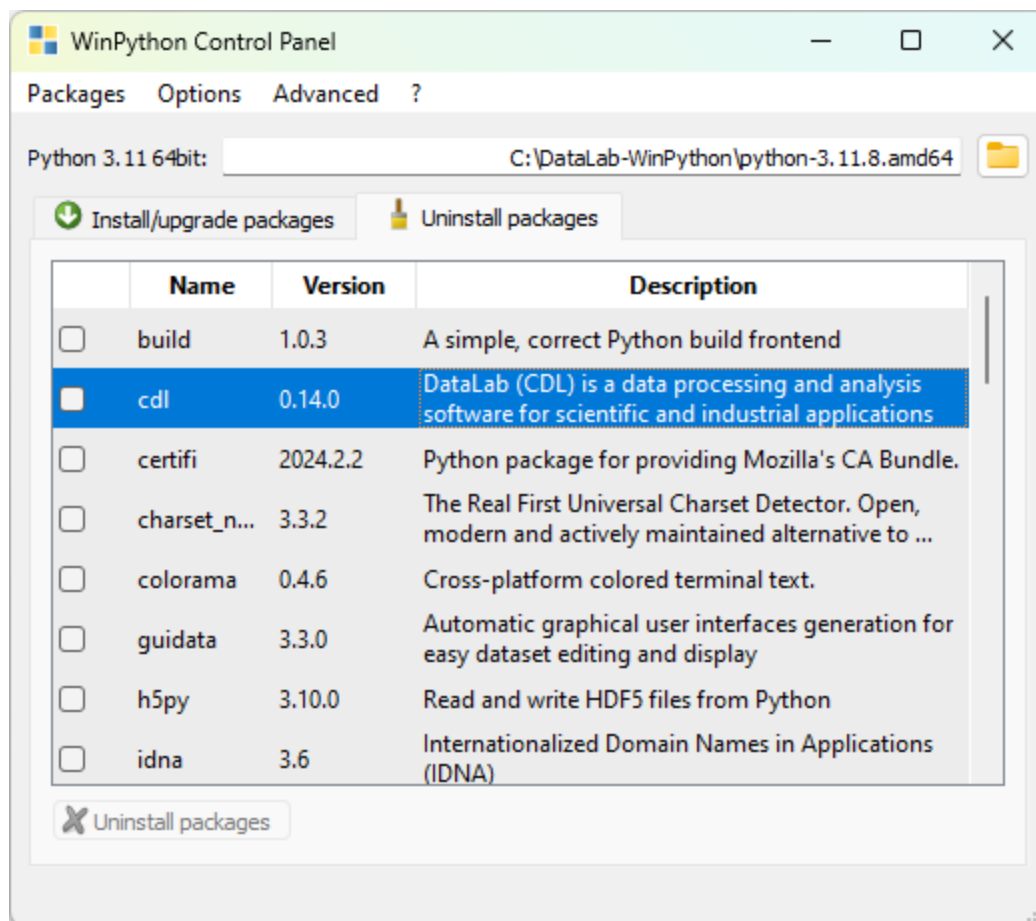 WinPython Control Panel
Packages Options Advanced ?
Python 3.11 64bit: C:\DataLab-WinPython\python-3.11.8.amd64
Install/upgrade packages Uninstall packages
Name Version Description
build 1.0.3 A simple, correct Python build frontend
cdl 0.14.0 DataLab (CDL) is a data processing and analysis
software for scientific and industrial applications
certifi 2024.2.2 Python package for providing Mozilla's CA Bundle.
charset_n... 3.3.2 The Real First Universal Charset Detector. Open,
modern and actively maintained alternative to ...
colorama 0.4.6 Cross-platform colored terminal text.
guidata 3.3.0 Automatic graphical user interfaces generation for
easy dataset editing and display
h5py 3.10.0 Read and write HDF5 files from Python
idna 3.6 Internationalized Domain Names in Applications
(IDNA)
Uninstall packages